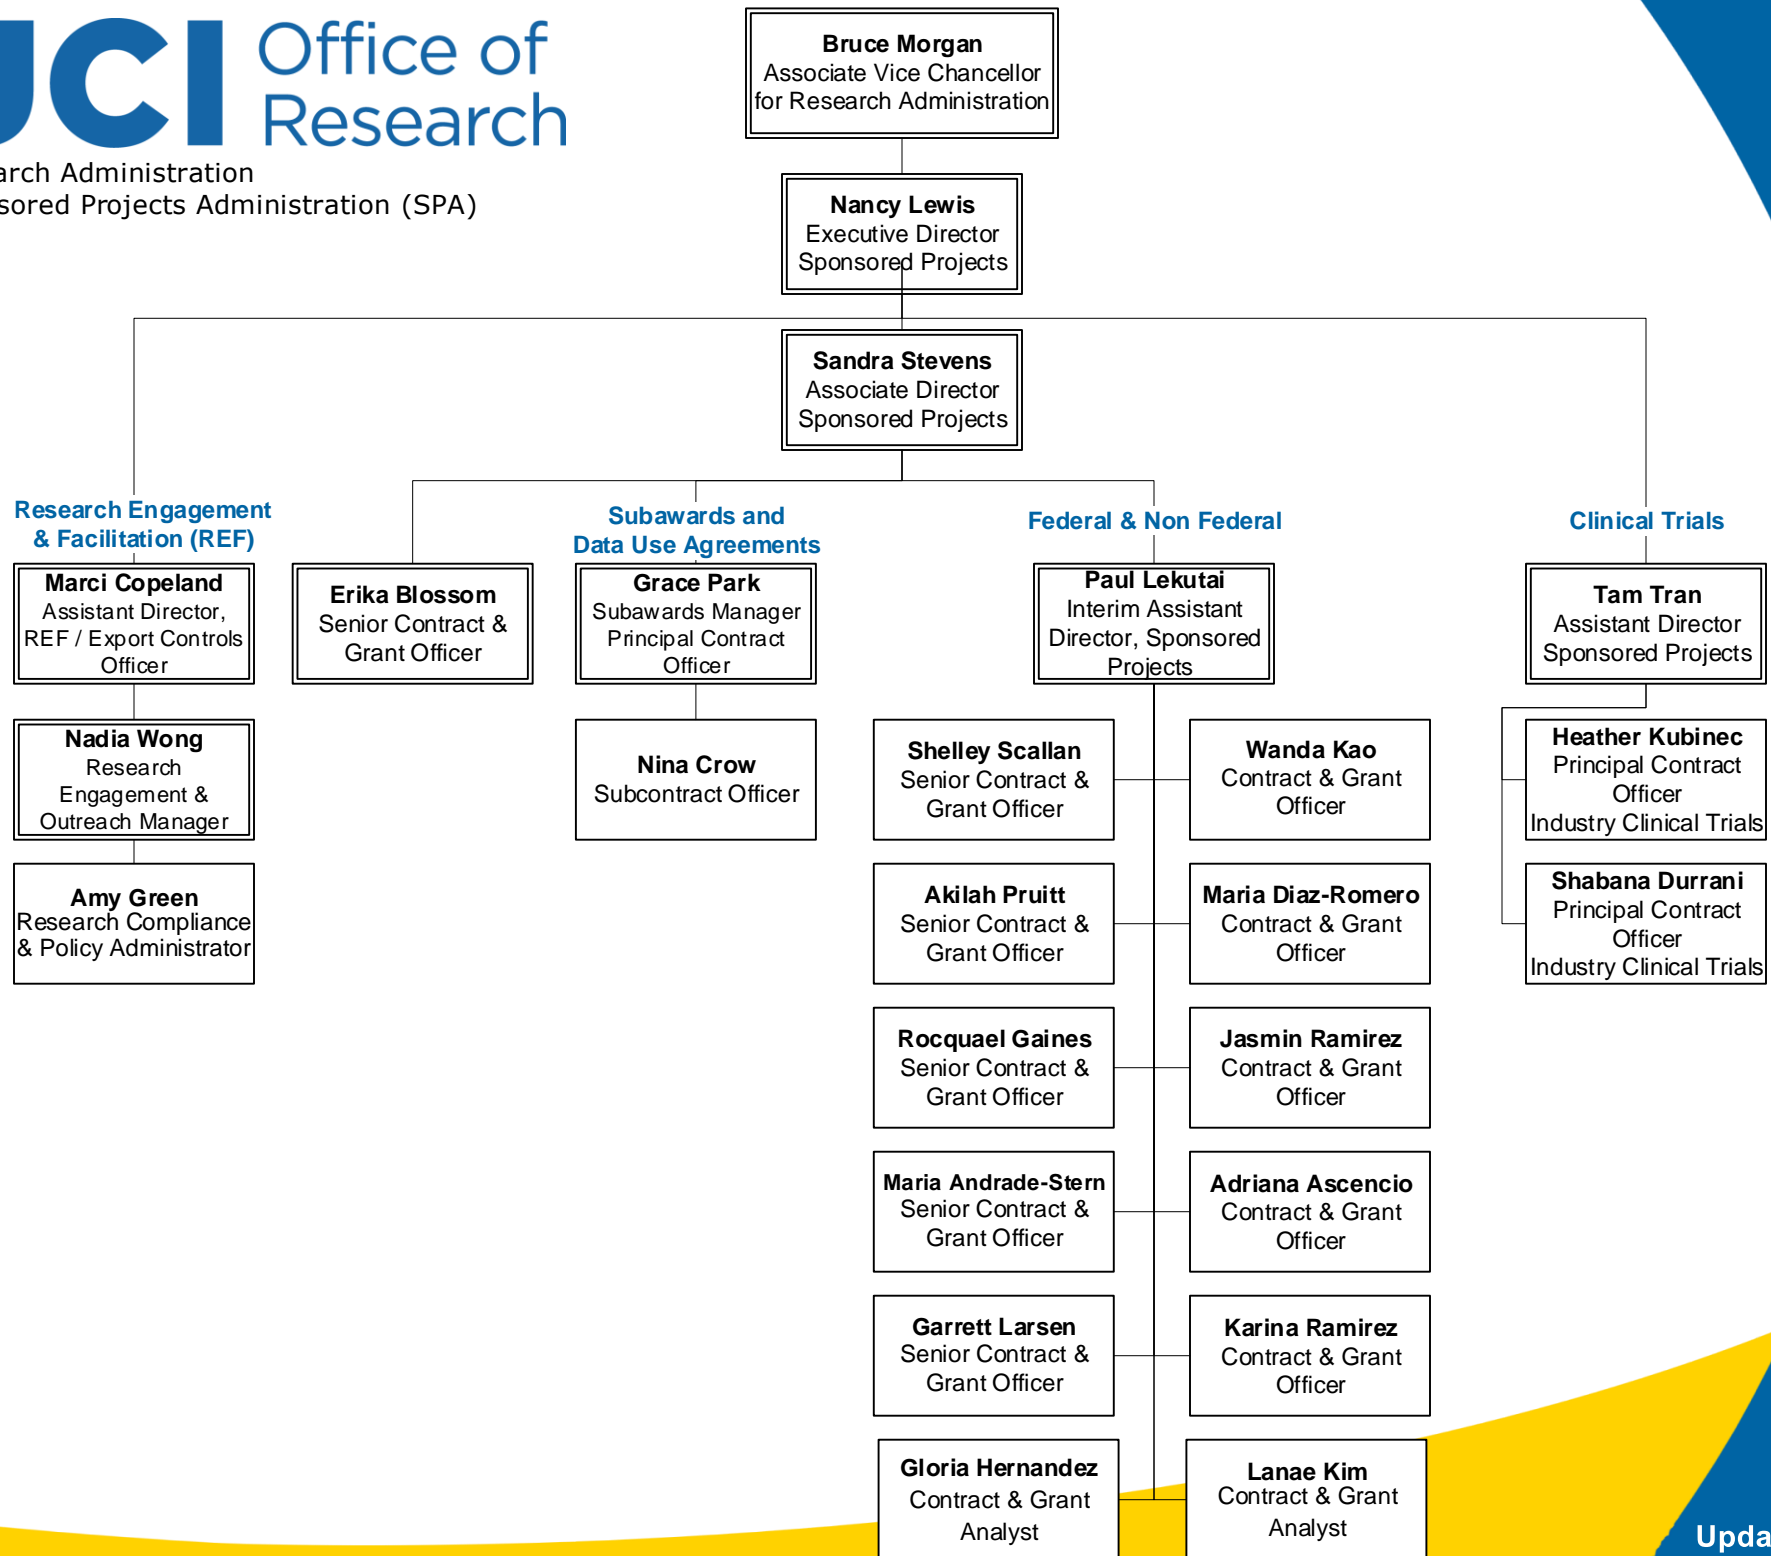 UCI Office of
Research
arch Administration
sored Projects Administration (SPA)
Bruce Morgan
Associate Vice Chancellor
for Research Administration
Nancy Lewis
Executive Director
Sponsored Projects
Sandra Stevens
Associate Director
Sponsored Projects
Research Engagement
& Facilitation (REF)
Marci Copeland
Assistant Director,
REF / Export Controls
Officer
Nadia Wong
Research
Engagement &
Outreach Manager
Amy Green
Research Compliance
& Policy Administrator
Erika Blossom
Senior Contract &
Grant Officer
Subawards and
Data Use Agreements
Grace Park
Subawards Manager
Principal Contract
Officer
Nina Crow
Subcontract Officer
Federal & Non Federal
Paul Lekutai
Interim Assistant
Director, Sponsored
Projects
Shelley Scallan
Senior Contract &
Grant Officer
Wanda Kao
Contract & Grant
Officer
Akilah Pruitt
Senior Contract &
Grant Officer
Maria Diaz-Romero
Contract & Grant
Officer
Rocquael Gaines
Senior Contract &
Grant Officer
Jasmin Ramirez
Contract & Grant
Officer
Maria Andrade-Stern
Senior Contract &
Grant Officer
Adriana Ascencio
Contract & Grant
Officer
Garrett Larsen
Senior Contract &
Grant Officer
Karina Ramirez
Contract & Grant
Officer
Gloria Hernandez
Contract & Grant
Analyst
Lanae Kim
Contract & Grant
Analyst
Clinical Trials
Tam Tran
Assistant Director
Sponsored Projects
Heather Kubinec
Principal Contract
Officer
Industry Clinical Trials
Shabana Durrani
Principal Contract
Officer
Industry Clinical Trials
Upda